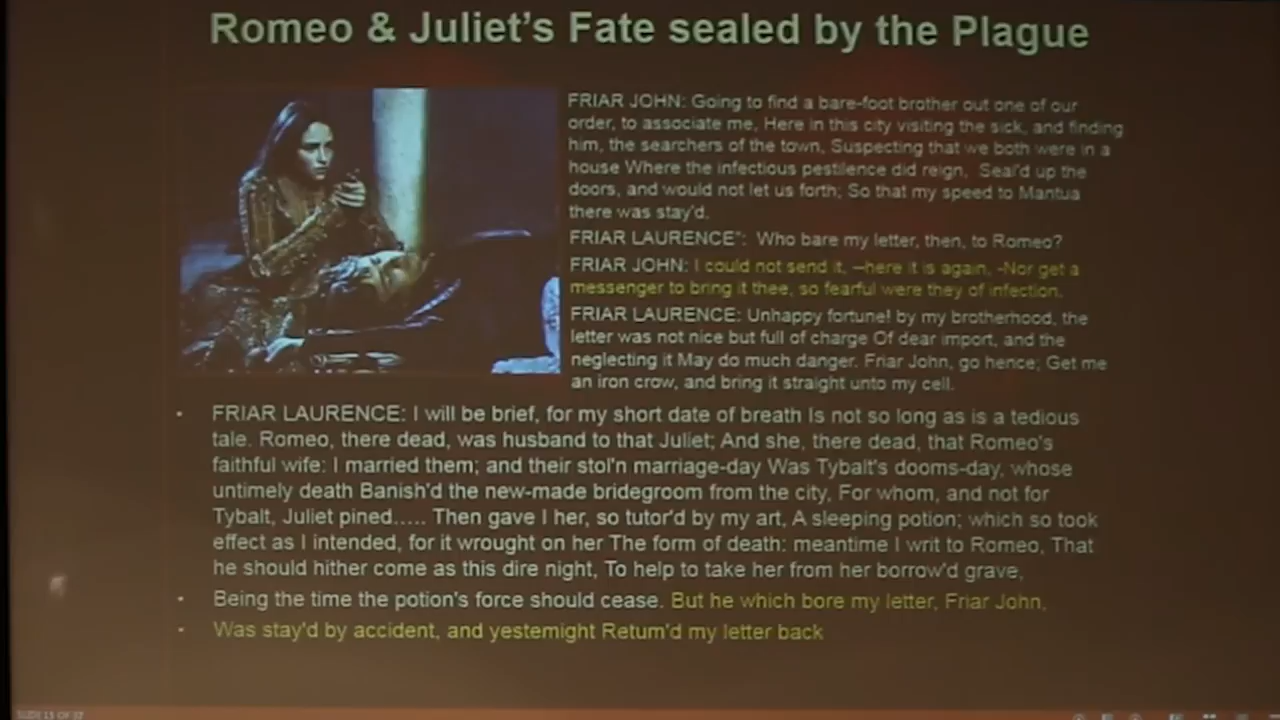 Romeo & Juliet's Fate sealed by the Plague
FRIAR JOHN: Going to find a bare-foot brother out one of our
order, to associate me, Here in this city visiting the sick, and finding
him, the searchers of the town, Suspecting that we both were in a
house Where the infectious pestilence did reign, Seal'd up the
doors, and would not let us forth; So that my speed to Mantua
there was stay'd.
FRIAR LAURENCE": Who bare my letter, then, to Romeo?
FRIAR JOHN: I could not send it, –here it is again, -Nor get a
messenger to bring it thee, so fearful were they of infection.
FRIAR LAURENCE: Unhappy fortune! by my brotherhood, the
letter was not nice but full of charge Of dear import, and the
neglecting it May do much danger. Friar John, go hence; Get me
an iron crow, and bring it straight unto my cell.
• FRIAR LAURENCE: I will be brief, for my short date of breath Is not so long as is a tedious
tale. Romeo, there dead, was husband to that Juliet; And she, there dead, that Romeo's
faithful wife: I married them; and their stol'n marriage-day Was Tybalt's dooms-day, whose
untimely death Banish'd the new-made bridegroom from the city, For whom, and not for
Tybalt, Juliet pined..... Then gave I her, so tutor'd by my art, A sleeping potion; which so took
effect as I intended, for it wrought on her The form of death: meantime I writ to Romeo, That
he should hither come as this dire night, To help to take her from her borrow'd grave,
• Being the time the potion's force should cease. But he which bore my letter, Friar John,
• Was stay'd by accident, and yesternight Return'd my letter back
SLIDE 15 OF 37